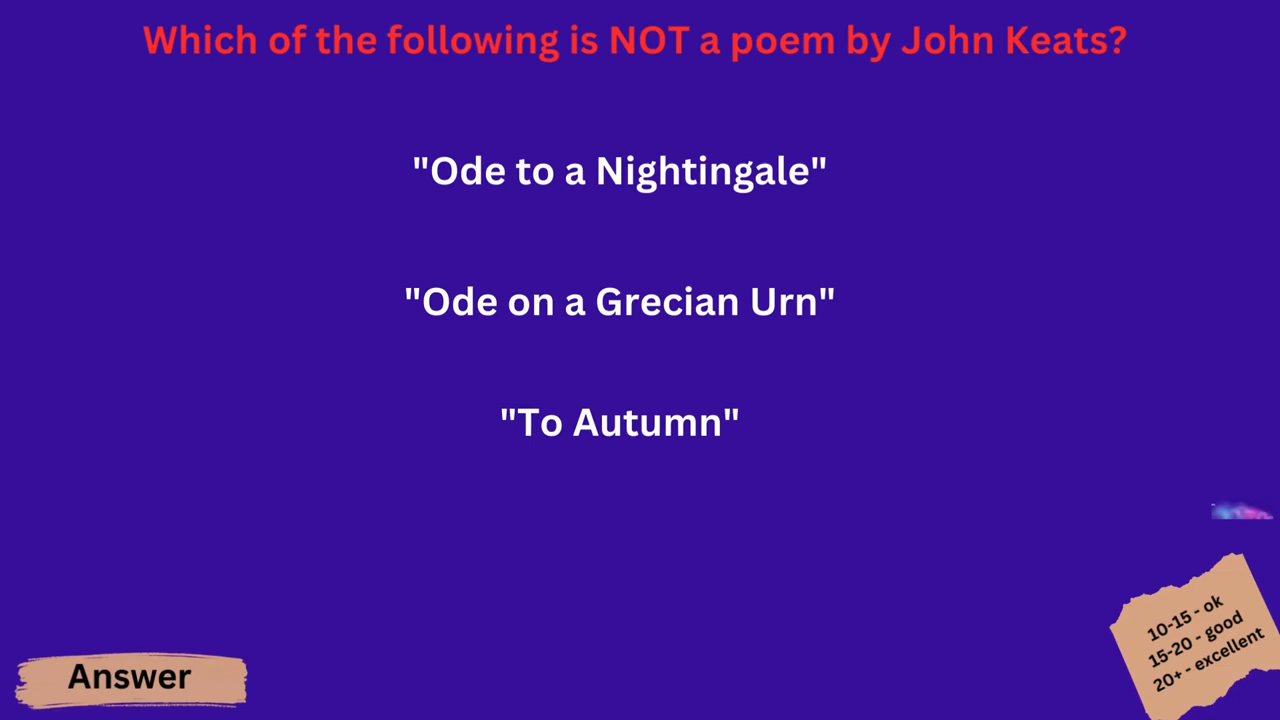 Which of the following is NOT a poem by John Keats?
"Ode to a Nightingale"
"Ode on a Grecian Urn"
"To Autumn"
10-15 - ok
15-20 - good
20+ - excellent
Answer